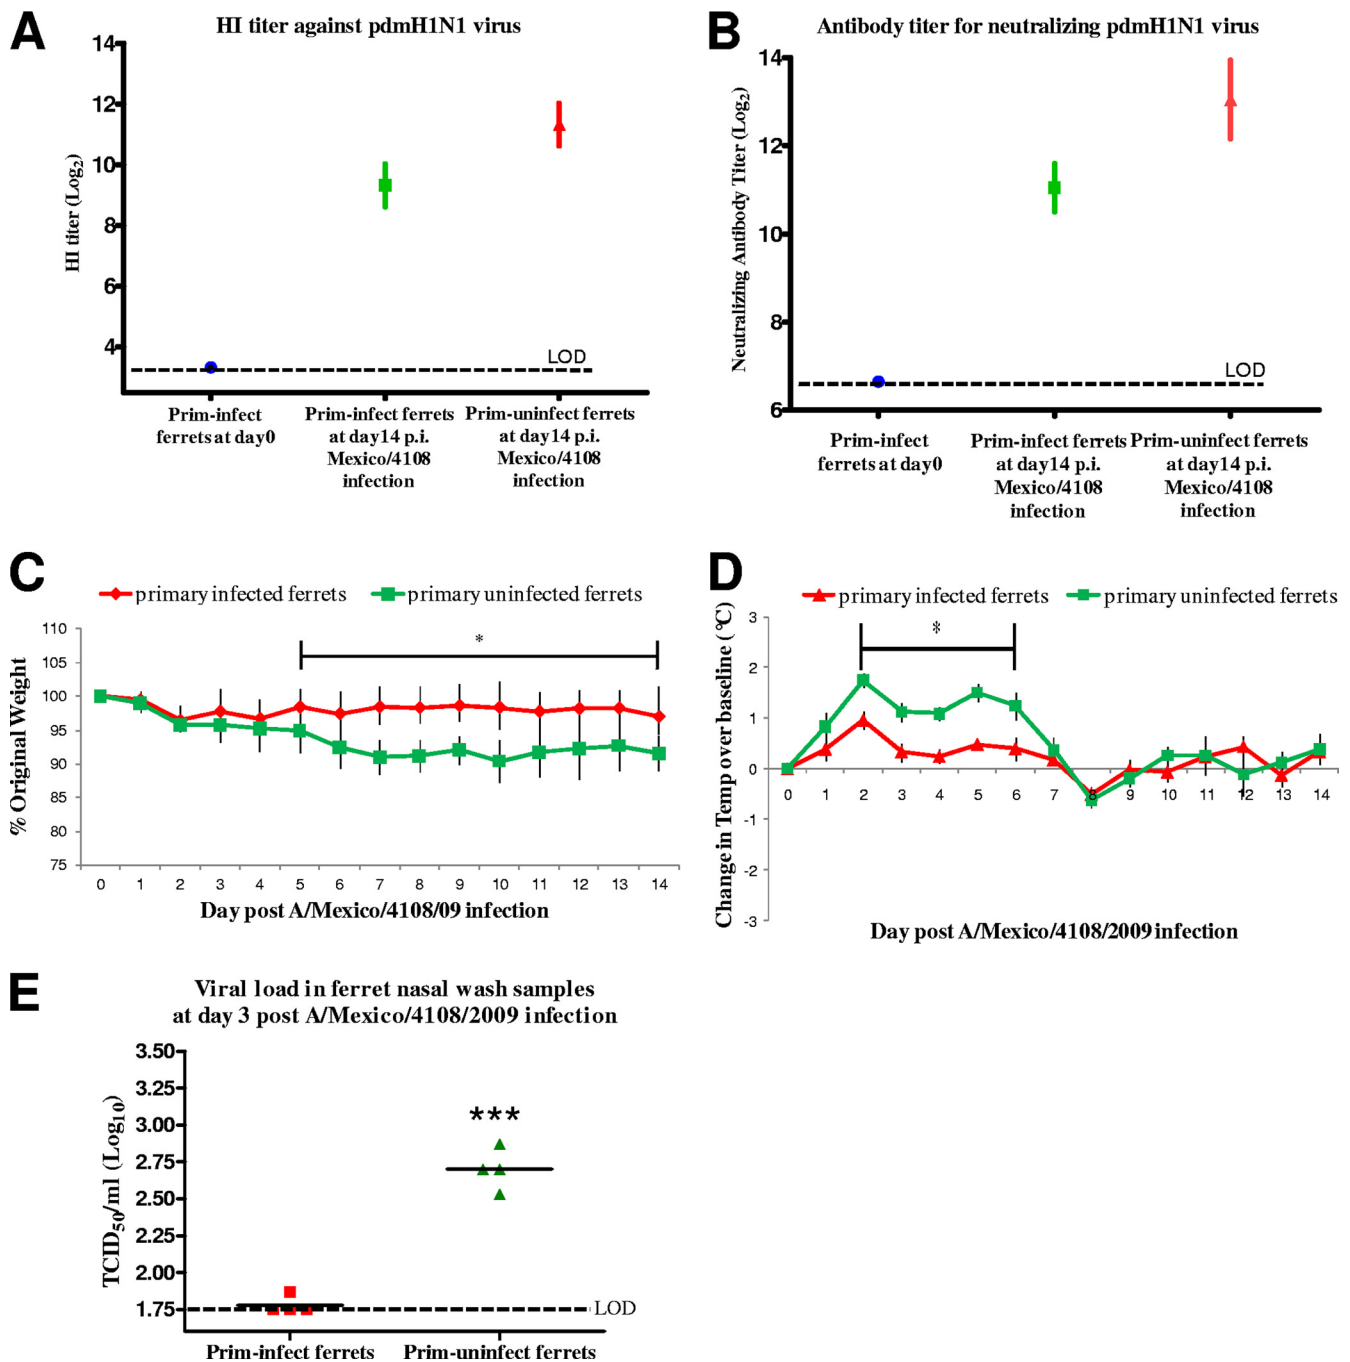 A
HI titer against pdmH1N1 virus
14
12
10
8
6
4
HI titer (Log2)
LOD
Prim-infect
ferrets at day0
Prim-infect ferrets
at day14 p.i.
Mexico/4108
infection
Prim-uninfect ferrets
at day14 p.i.
Mexico/4108
infection
B
Antibody titer for neutralizing pdmH1N1 virus
14
12
10
8
6
Neutralizing Antibody Titer (Log2)
LOD
Prim-infect
ferrets at day0
Prim-infect ferrets
at day14 p.i.
Mexico/4108
infection
Prim-uninfect ferrets
at day14 p.i.
Mexico/4108
infection
C
primary infected ferrets primary uninfected ferrets
110
105
100
95
90
85
80
75
% Original Weight
*
0 1 2 3 4 5 6 7 8 9 10 11 12 13 14
Day post A/Mexico/4108/09 infection
D
primary infected ferrets primary uninfected ferrets
3
2
1
0
-1
-2
-3
Change in Temp over baseline (°C)
*
0 1 2 3 4 5 6 7 8 9 10 11 12 13 14
Day post A/Mexico/4108/2009 infection
E
Viral load in ferret nasal wash samples
at day 3 post A/Mexico/4108/2009 infection
3.50
3.25
3.00
2.75
2.50
2.25
2.00
1.75
TCID50/ml (Log10)
***
LOD
Prim-infect ferrets Prim-uninfect ferrets